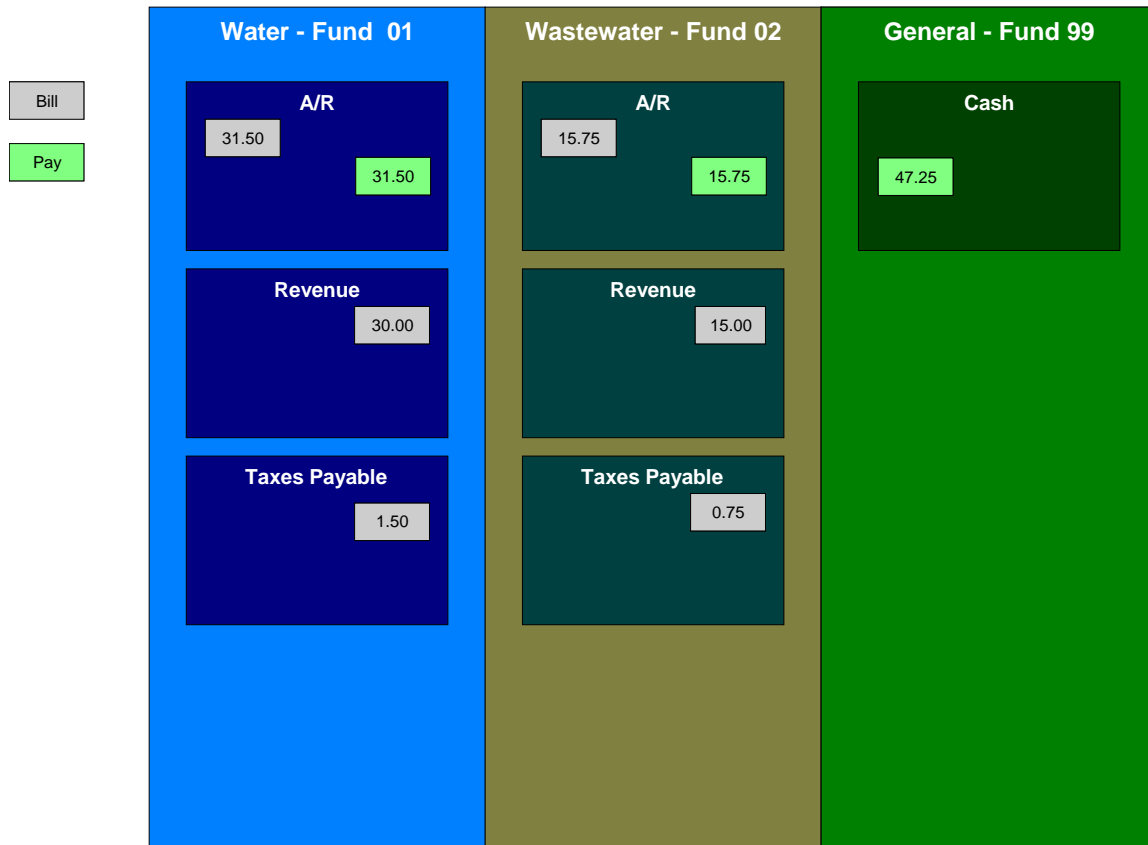 Water - Fund  01
Wastewater - Fund 02
General - Fund 99
Bill
Pay
A/R
31.50
31.50
Revenue
30.00
Taxes Payable
1.50
A/R
15.75
15.75
Revenue
15.00
Taxes Payable
0.75
Cash
47.25